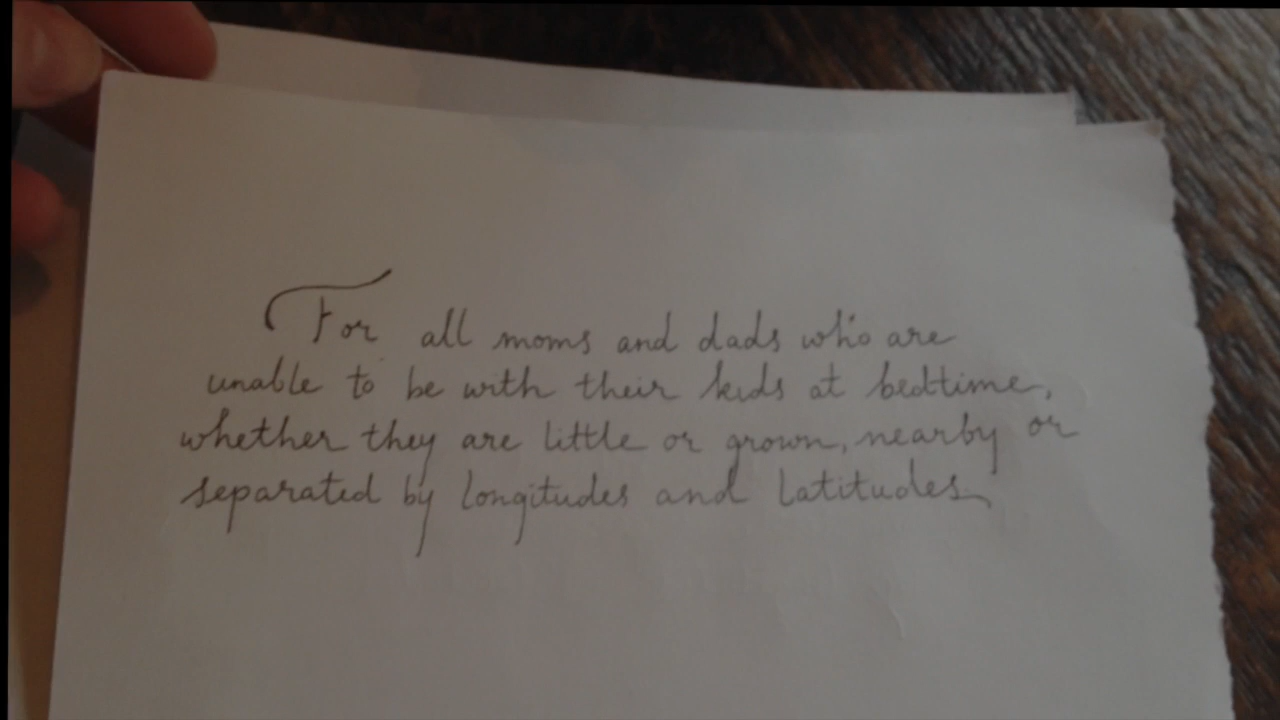 For all moms and dads who are
unable to be with their kids at bedtime,
whether they are little or grown, nearby or
separated by longitudes and latitudes